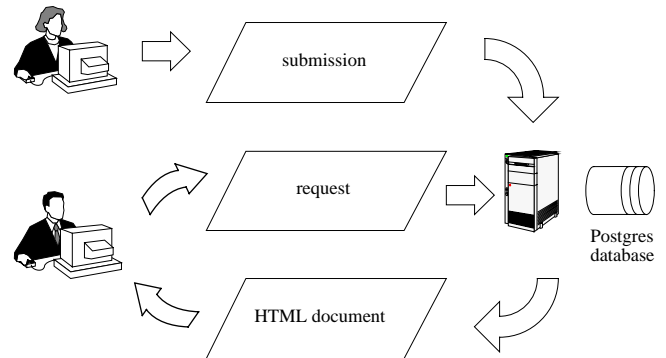 submission
request
Postgres
database
HTML document